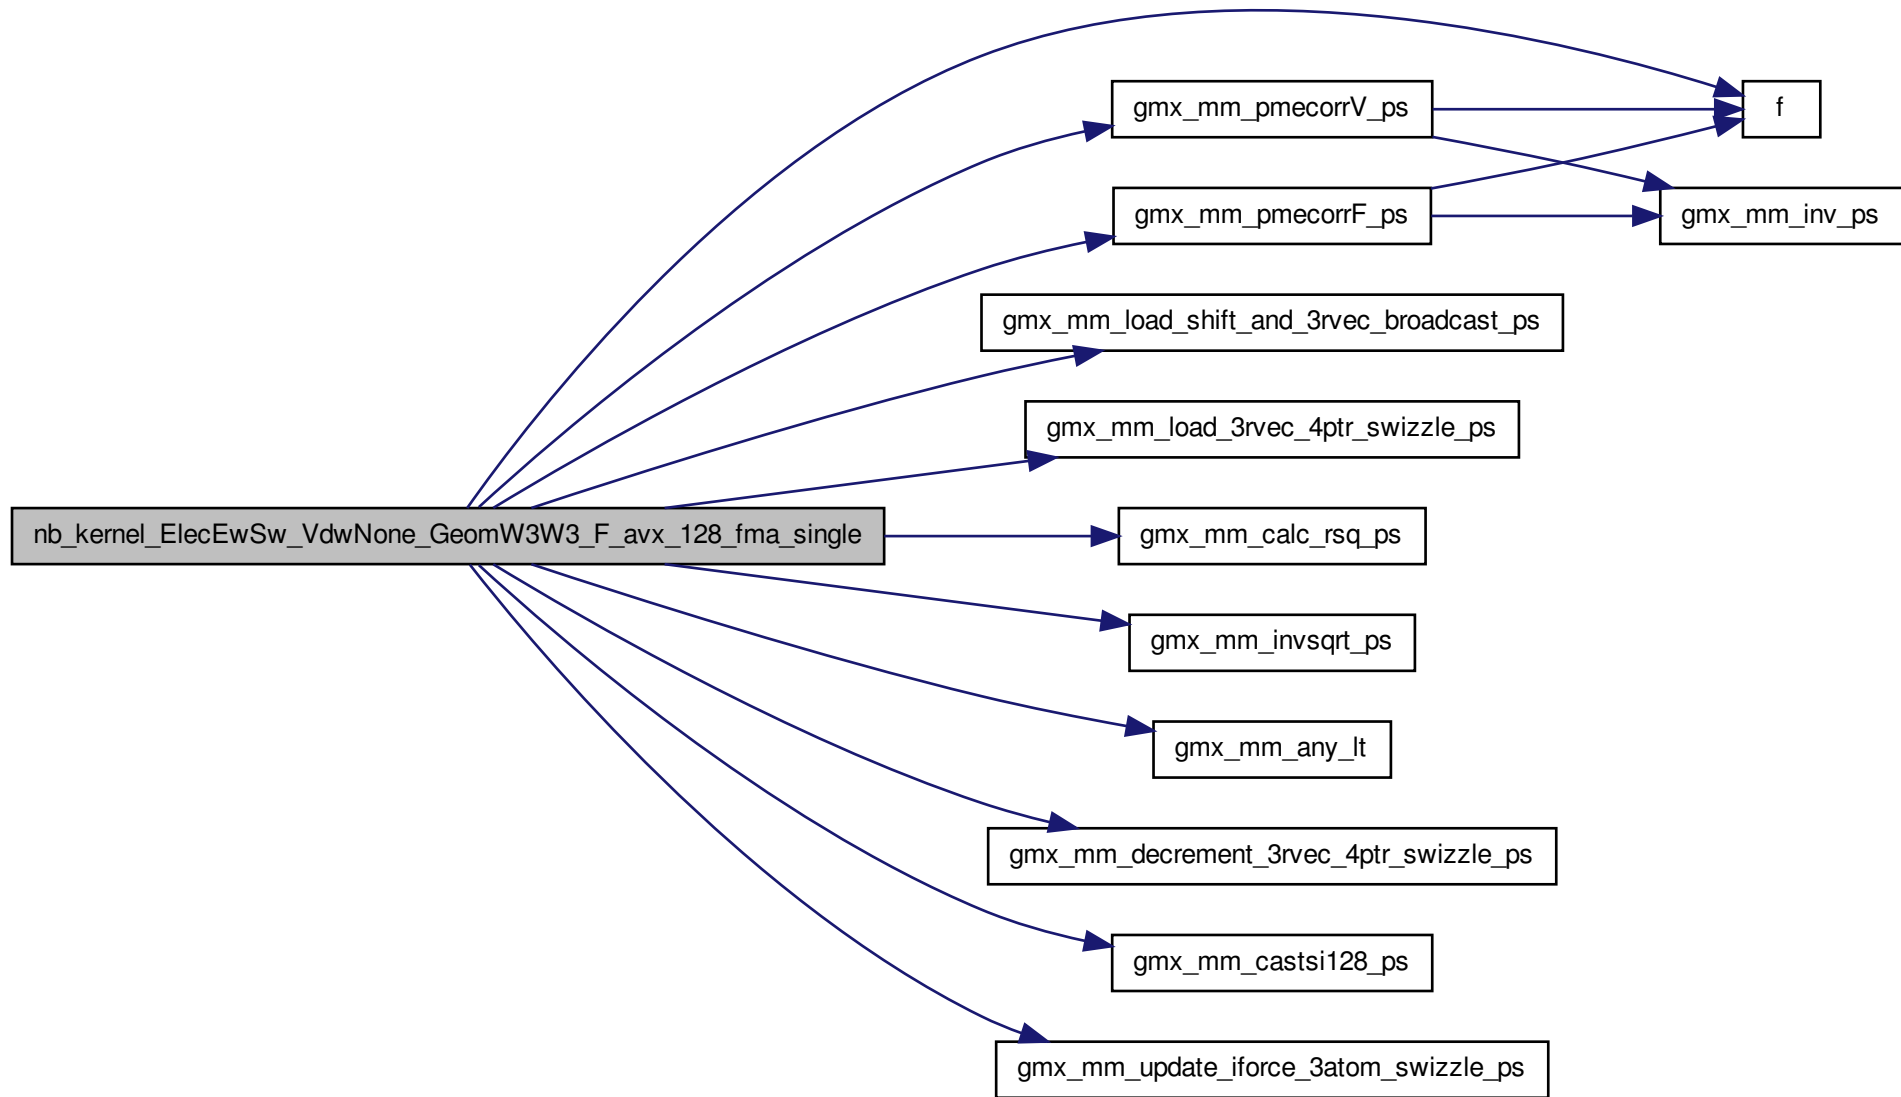 f
gmx_mm_pmecorrV_ps
gmx_mm_pmecorrF_ps
gmx_mm_inv_ps
gmx_mm_load_shift_and_3rvec_broadcast_ps
gmx_mm_load_3rvec_4ptr_swizzle_ps
nb_kernel_ElecEwSw_VdwNone_GeomW3W3_F_avx_128_fma_single
gmx_mm_calc_rsq_ps
gmx_mm_invsqrt_ps
gmx_mm_any_lt
gmx_mm_decrement_3rvec_4ptr_swizzle_ps
gmx_mm_castsi128_ps
gmx_mm_update_iforce_3atom_swizzle_ps